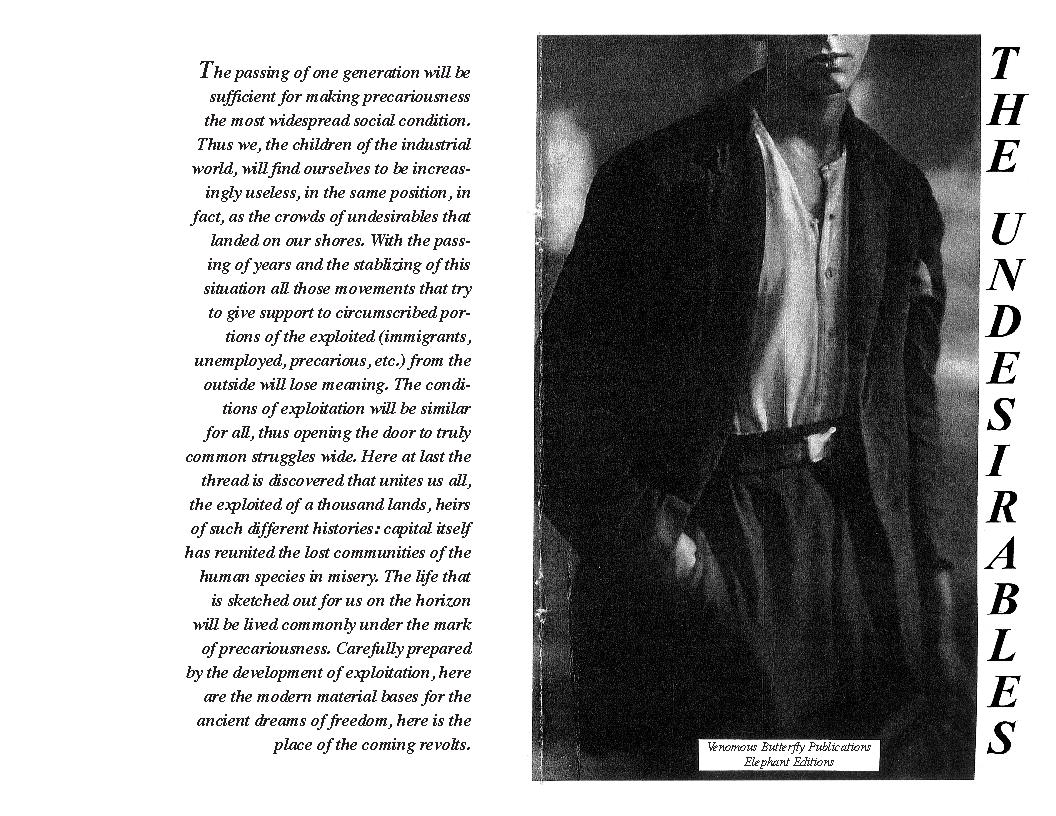 The passing of one generation will be
sufficient for making precariousness
the most widespread social condition.
Thus we, the children of the industrial
world, will find ourselves to be increas-
ingly useless, in the same position, in
fact, as the crowds of undesirables that
landed on our shores. With the pass-
ing of years and the stablizing of this
situation all those movements that try
to give support to circumscribed por-
tions of the exploited (immigrants,
unemployed, precarious, etc.) from the
outside will lose meaning. The condi-
tions of exploitation will be similar
for all, thus opening the door to truly
common struggles wide. Here at last the
thread is discovered that unites us all,
the exploited of a thousand lands, heirs
of such different histories: capital itself
has reunited the lost communities of the
human species in misery. The life that
is sketched out for us on the horizon
will be lived commonly under the mark
of precariousness. Carefully prepared
by the development of exploitation, here
are the modern material bases for the
ancient dreams of freedom, here is the
place of the coming revolts.
THE UNDESIRABLES
Venomous Butterfly Publications
Elephant Editions